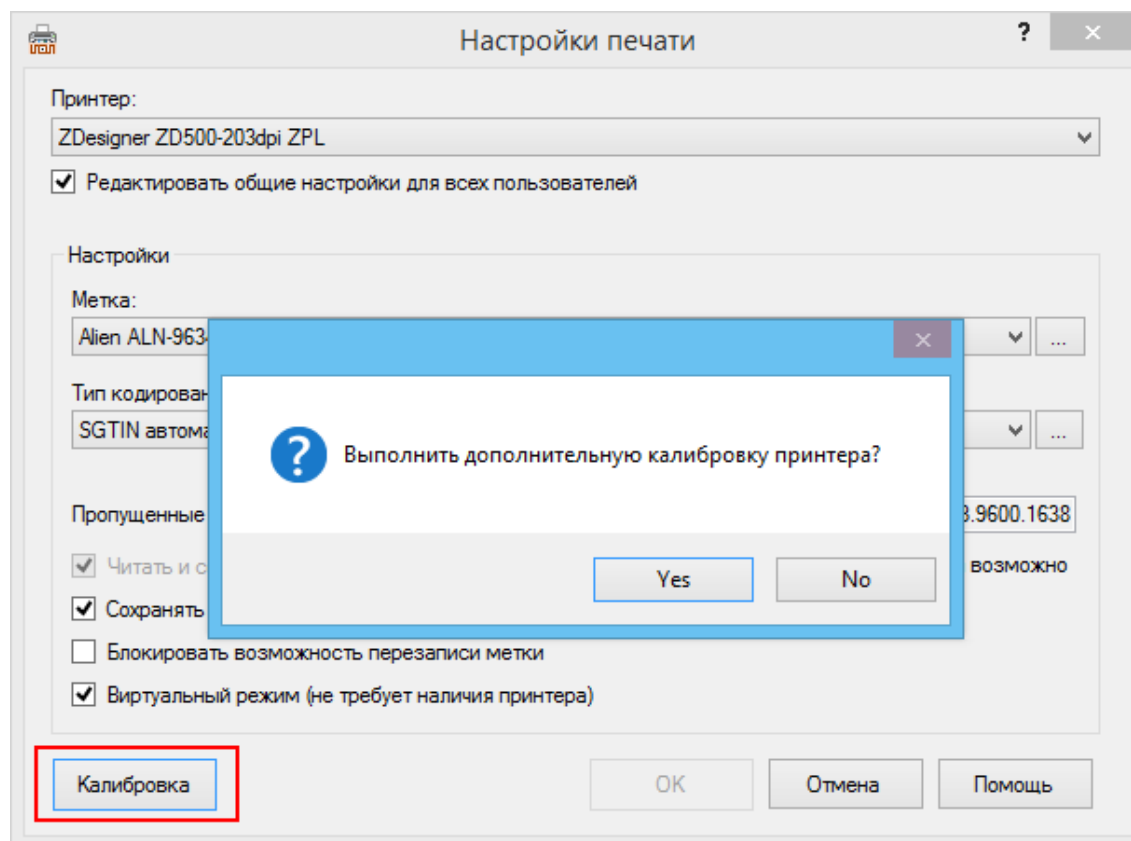 Настройки печати
?
Принтер:
ZDesigner ZD500-203dpi ZPL
Редактировать общие настройки для всех пользователей
Настройки
Метка:
Alien ALN-963
...
Тип кодирован
SGTIN автома
...
Выполнить дополнительную калибровку принтера?
Пропущенные
.9600.1638
Читать и с
возможно
Yes No
Сохранять
Блокировать возможность перезаписи метки
Виртуальный режим (не требует наличия принтера)
Калибровка OK Отмена Помощь